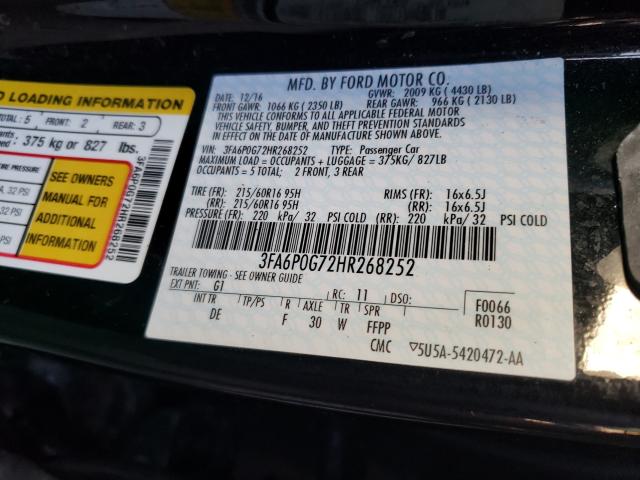 D LOADING INFORMATION
TOTAL: 5 FRONT: 2 REAR: 3
375 kg or 827 lbs.
PRESSURE
32 PSI
32 PSI
PSI
SEE OWNERS
MANUAL FOR
ADDITIONAL
INFORMATION
3FA6P0G72HR268252
MFD. BY FORD MOTOR CO.
12/16 GVWR: 2009 KG ( 4430 LB)
FRONT GAWR: 1066 KG ( 2350 LB) REAR GAWR: 966 KG ( 2130 LB)
THIS VEHICLE CONFORMS TO ALL APPLICABLE FEDERAL MOTOR
VEHICLE SAFETY, BUMPER, AND THEFT PREVENTION STANDARDS
IN EFFECT ON THE DATE OF MANUFACTURE SHOWN ABOVE.
VIN: 3FA6P0G72HR268252 TYPE: Passenger Car
MAXIMUM LOAD = OCCUPANTS + LUGGAGE = 375KG/ 827LB
OCCUPANTS = 5 TOTAL; 2 FRONT, 3 REAR
TIRE (FR): 215/60R16 95H RIMS (FR): 16x6.5J
(RR): 215/60R16 95H (RR): 16x6.5J
PRESSURE (FR): 220 kPa/ 32 PSI COLD (RR): 220 kPa/32 PSI COLD
3FA6P0G72HR268252
TRAILER TOWING - SEE OWNER GUIDE
EXT PNT: G1 RC: 11 DSO: F0066
INT TR TP/PS R AXLE TR SPR R0130
DE F 30 W FFPP
CMC ▽5U5A-5420472-AA